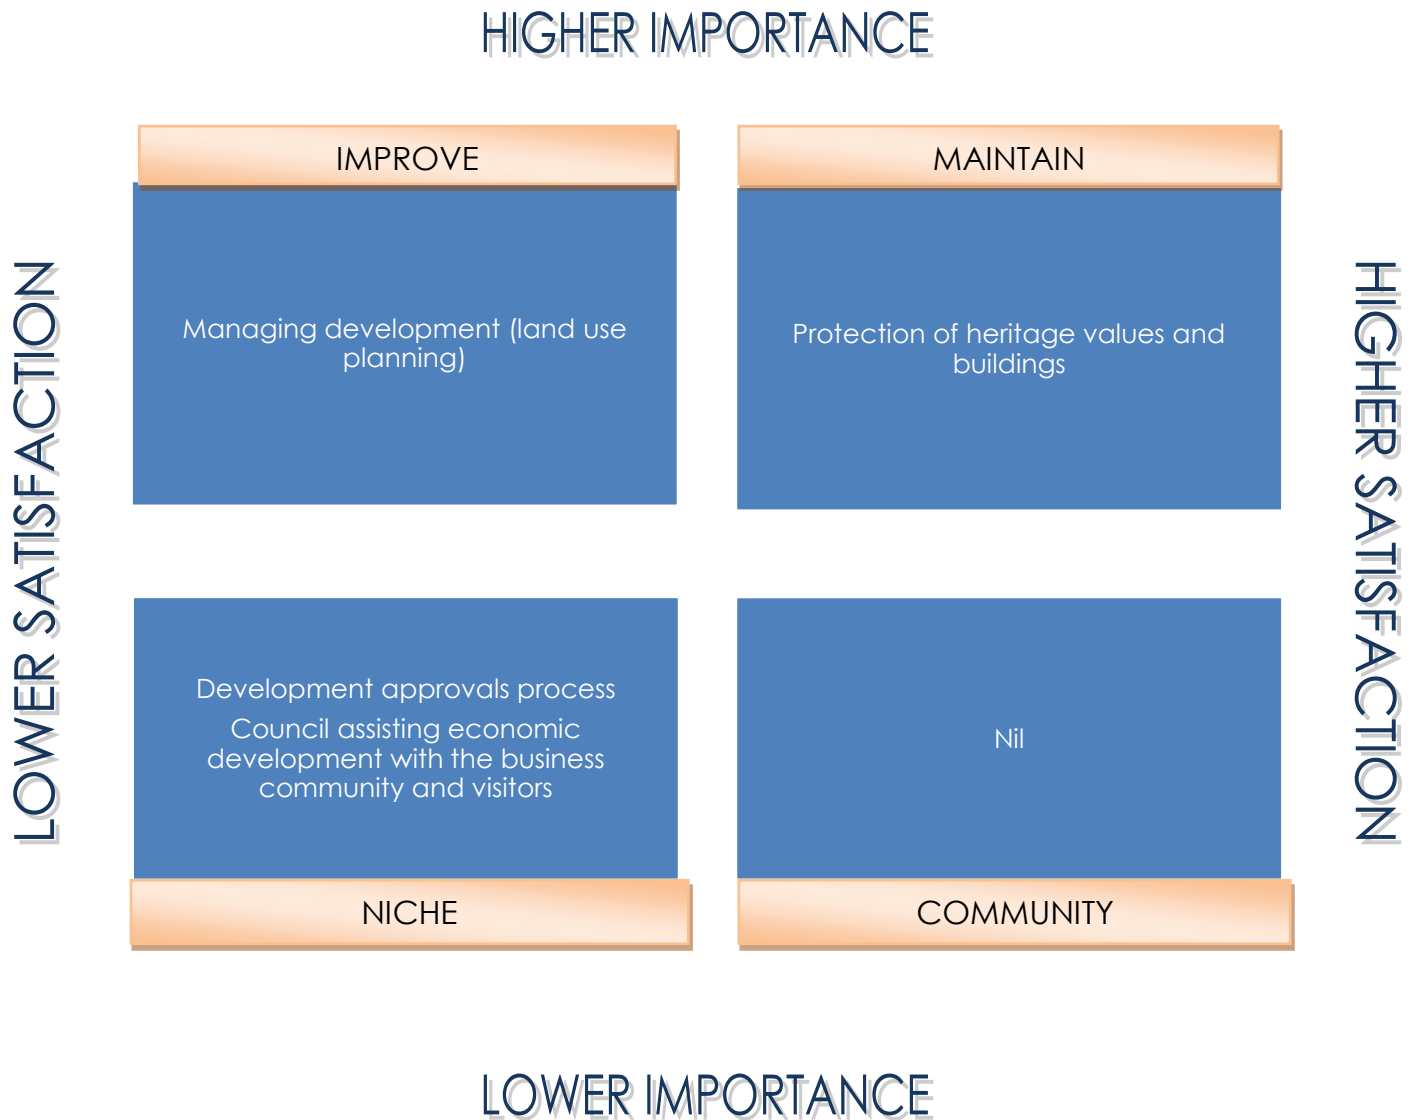 HIGHER IMPORTANCE
IMPROVE
MAINTAIN
LOWER SATISFACTION
HIGHER SATISFACTION
Managing development (land use
planning)
Protection of heritage values and
buildings
Development approvals process
Council assisting economic
development with the business
community and visitors
Nil
NICHE
COMMUNITY
LOWER IMPORTANCE